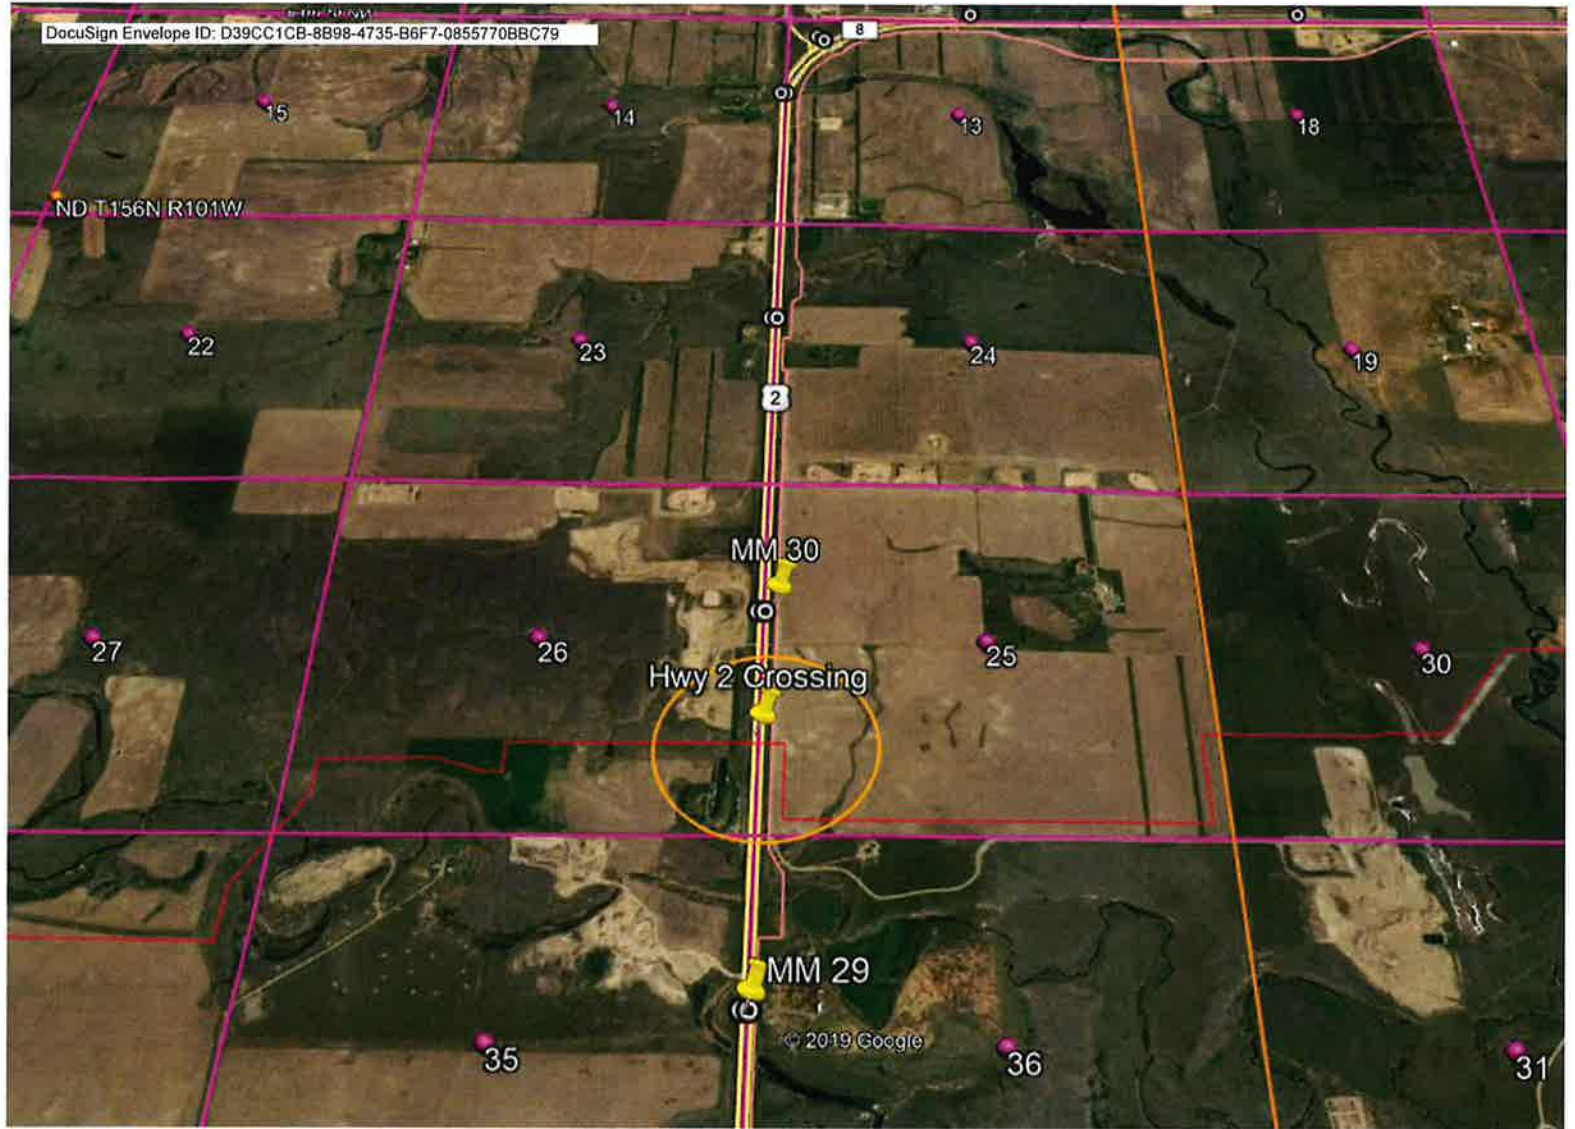 DocuSign Envelope ID: D39CC1CB-8B98-4735-B6F7-0855770BBC79
8
15
14
13
18
ND T156N R101W
22
23
24
19
2
MM 30
27
26
25
30
Hwy 2 Crossing
MM 29
© 2019 Google
35
36
31